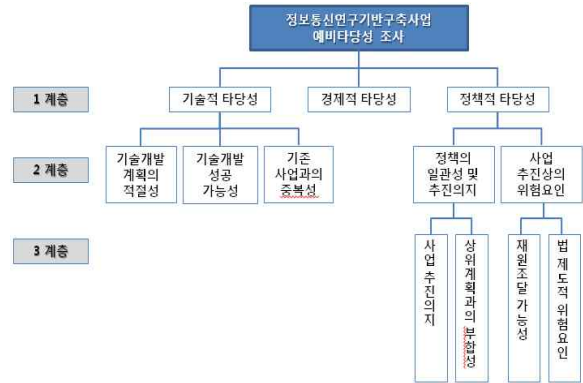 정보통신연구기반구축사업
예비타당성 조사
1 계층
기술적 타당성
경제적 타당성
정책적 타당성
2 계층
기술개발
계획의
적절성
기술개발
성공
가능성
기존
사업과의
중복성
정책의
일관성 및
추진의지
사업
추진상의
위험요인
3 계층
사업 추진의지
상위계획과의 부합성
재원조달 가능성
법 제도적 위험요인